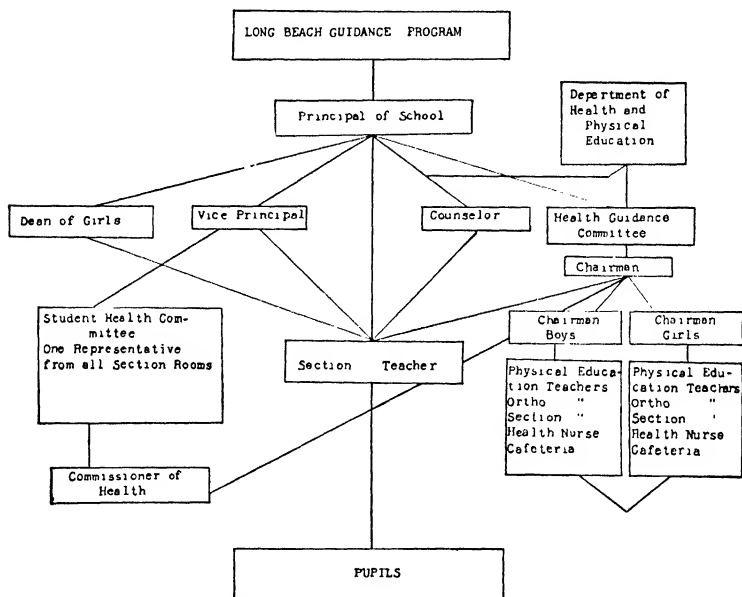 LONG BEACH GUIDANCE PROGRAM
Principal of School
Department of
Health and
Physical
Education
Dean of Girls
Vice Principal
Counselor
Health Guidance
Committee
Chairman
Student Health Com-
mittee
One Representative
from all Section Rooms
Section Teacher
Chairman
Boys
Chairman
Girls
Physical Educa-
tion Teachers
Ortho "
Section "
Health Nurse
Cafeteria
Physical Edu-
cation Teachers
Ortho "
Section '
Health Nurse
Cafeteria
Commissioner of
Health
PUPILS